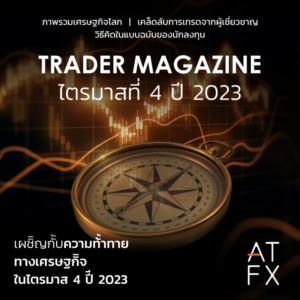 ภาพรวมเศรษฐกิจโลก | เคล็ดลับการเทรดจากผู้เชี่ยวชาญ
วิธีคิดในแบบฉบับของนักลงทุน
TRADER MAGAZINE
ไตรมาสที่ 4 ปี 2023
เผชิญกับความท้าทาย
ทางเศรษฐกิจ
ในไตรมาส 4 ปี 2023
AT
FX